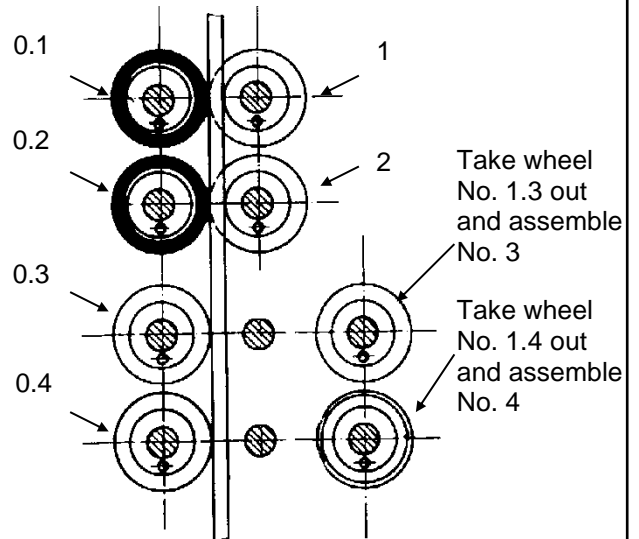 0.1
1
0.2
2
Take wheel
No. 1.3 out
and assemble
No. 3
0.3
Take wheel
No. 1.4 out
and assemble
No. 4
0.4